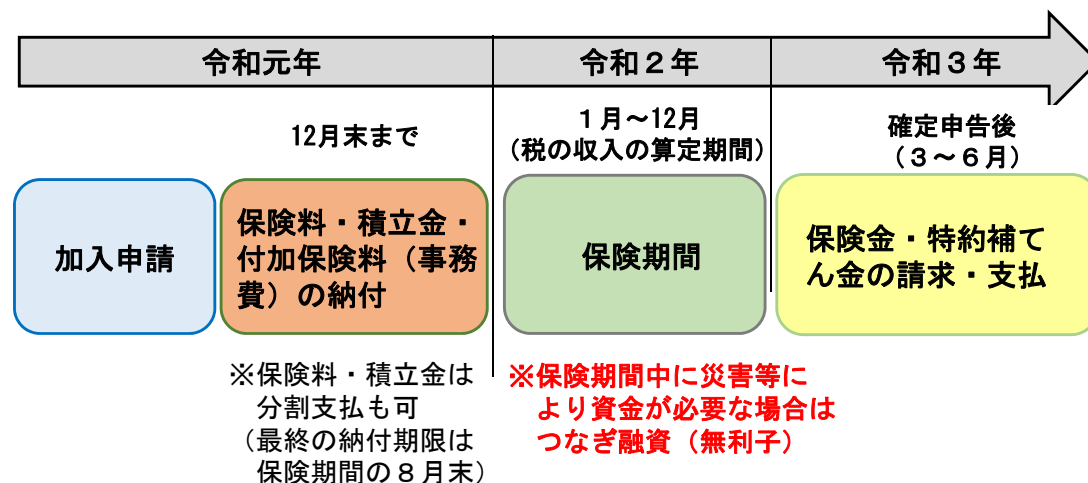 令和元年
令和２年
令和３年
12月末まで
１月～12月
（税の収入の算定期間）
確定申告後
（３～６月）
加入申請
保険料・積立金・
付加保険料（事務
費）の納付
保険期間
保険金・特約補て
ん金の請求・支払
※保険料・積立金は
分割支払も可
（最終の納付期限は
保険期間の８月末）
※保険期間中に災害等に
より資金が必要な場合は
つなぎ融資（無利子）